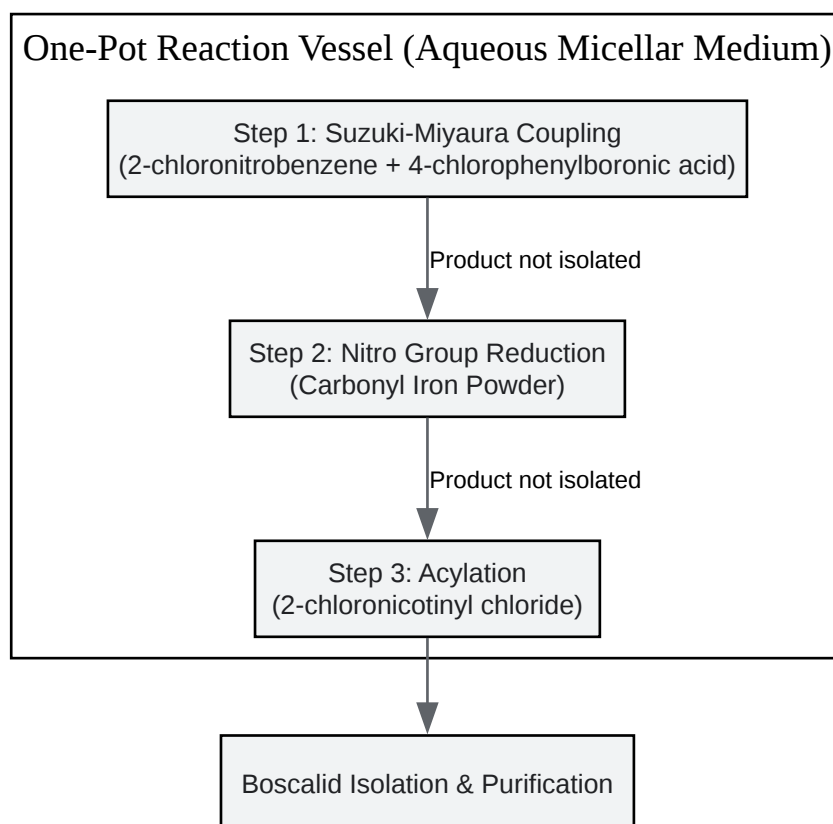 One-Pot Reaction Vessel (Aqueous Micellar Medium)
Step 1: Suzuki-Miyaura Coupling
(2-chloronitrobenzene + 4-chlorophenylboronic acid)
Product not isolated
Step 2: Nitro Group Reduction
(Carbonyl Iron Powder)
Product not isolated
Step 3: Acylation
(2-chloronicotinyl chloride)
Boscalid Isolation & Purification